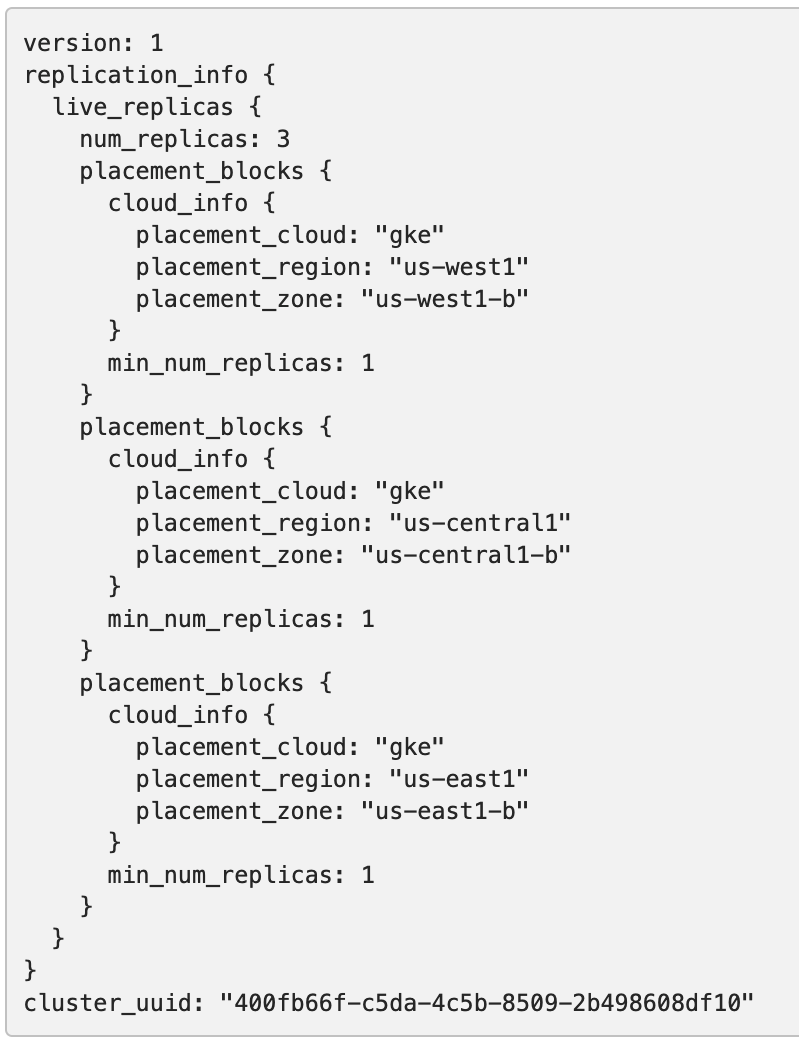 version: 1
replication_info {
  live_replicas {
    num_replicas: 3
    placement_blocks {
      cloud_info {
        placement_cloud: "gke"
        placement_region: "us-west1"
        placement_zone: "us-west1-b"
      }
      min_num_replicas: 1
    }
    placement_blocks {
      cloud_info {
        placement_cloud: "gke"
        placement_region: "us-central1"
        placement_zone: "us-central1-b"
      }
      min_num_replicas: 1
    }
    placement_blocks {
      cloud_info {
        placement_cloud: "gke"
        placement_region: "us-east1"
        placement_zone: "us-east1-b"
      }
      min_num_replicas: 1
    }
  }
}
cluster_uuid: "400fb66f-c5da-4c5b-8509-2b498608df10"